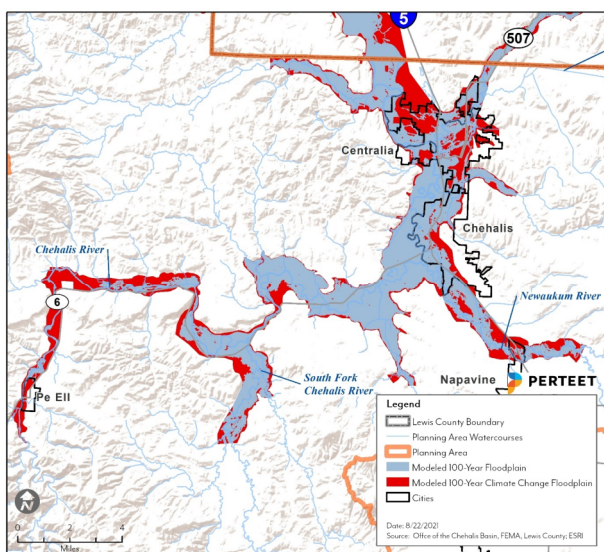 5
507
Centralia
Chehalis
Chehalis River
6
Newaukum River
South Fork
Chehalis River
Pe Ell
Napavine
PERTEET
Legend
Lewis County Boundary
Planning Area Watercourses
Planning Area
Modeled 100-Year Floodplain
Modeled 100-Year Climate Change Floodplain
Cities
Date: 8/22/2021
Source: Office of the Chehalis Basin, FEMA, Lewis County; ESRI
N
0 2 4
Miles